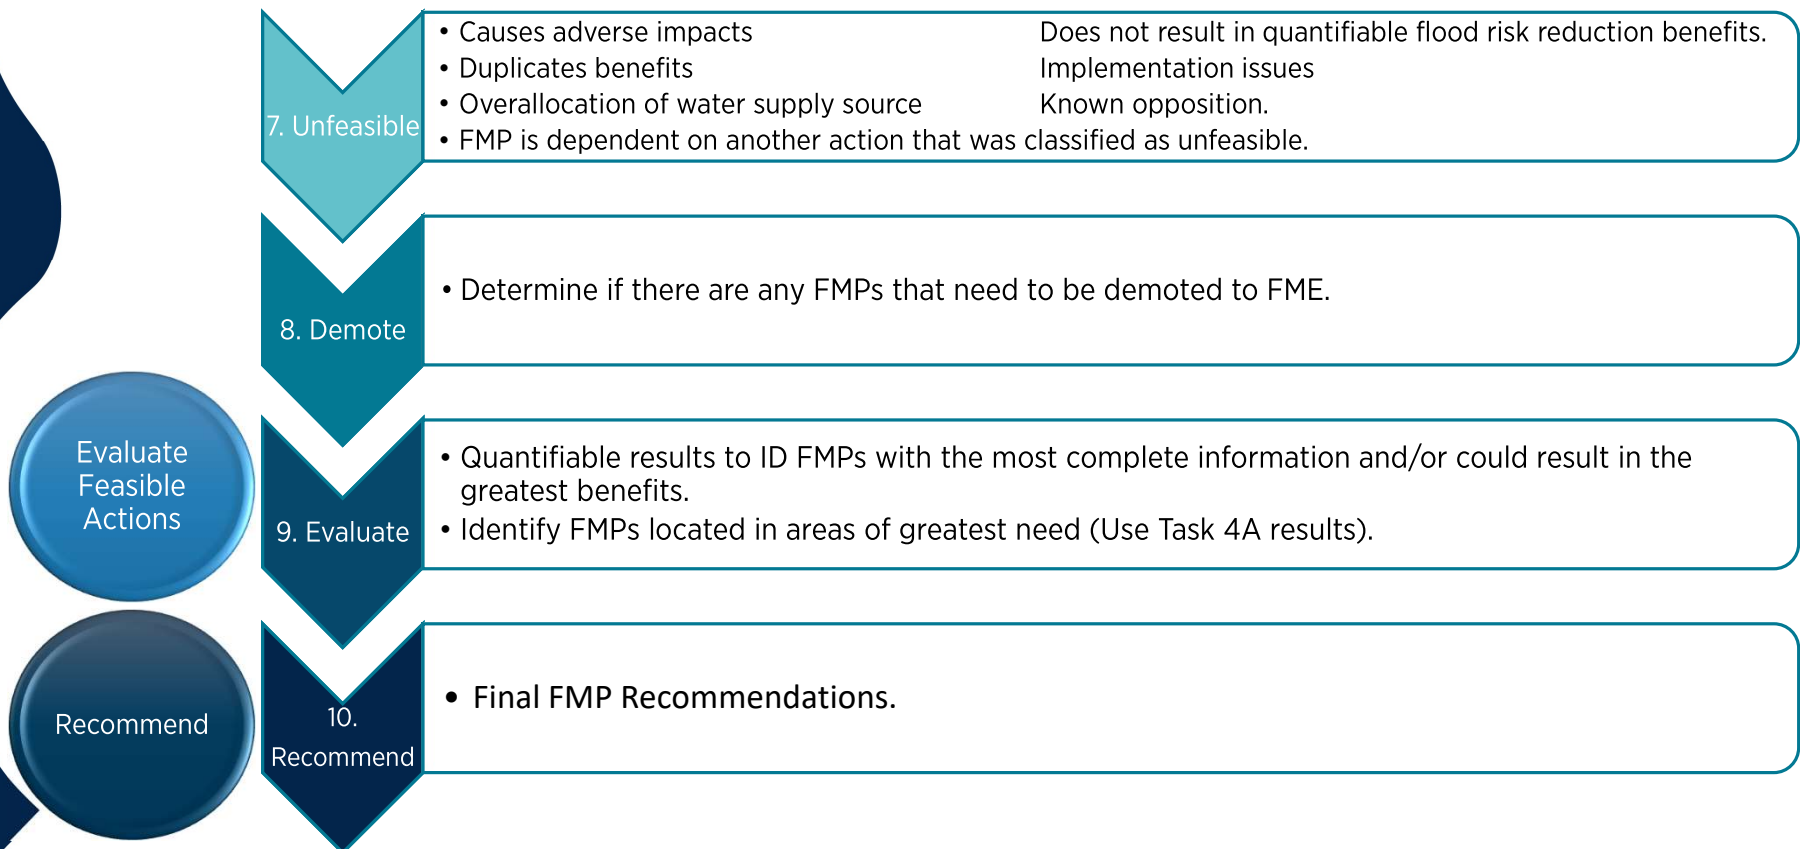 7. Unfeasible
• Causes adverse impacts Does not result in quantifiable flood risk reduction benefits.
• Duplicates benefits Implementation issues
• Overallocation of water supply source Known opposition.
• FMP is dependent on another action that was classified as unfeasible.
8. Demote
• Determine if there are any FMPs that need to be demoted to FME.
Evaluate
Feasible
Actions
9. Evaluate
• Quantifiable results to ID FMPs with the most complete information and/or could result in the
greatest benefits.
• Identify FMPs located in areas of greatest need (Use Task 4A results).
Recommend
10.
Recommend
• Final FMP Recommendations.